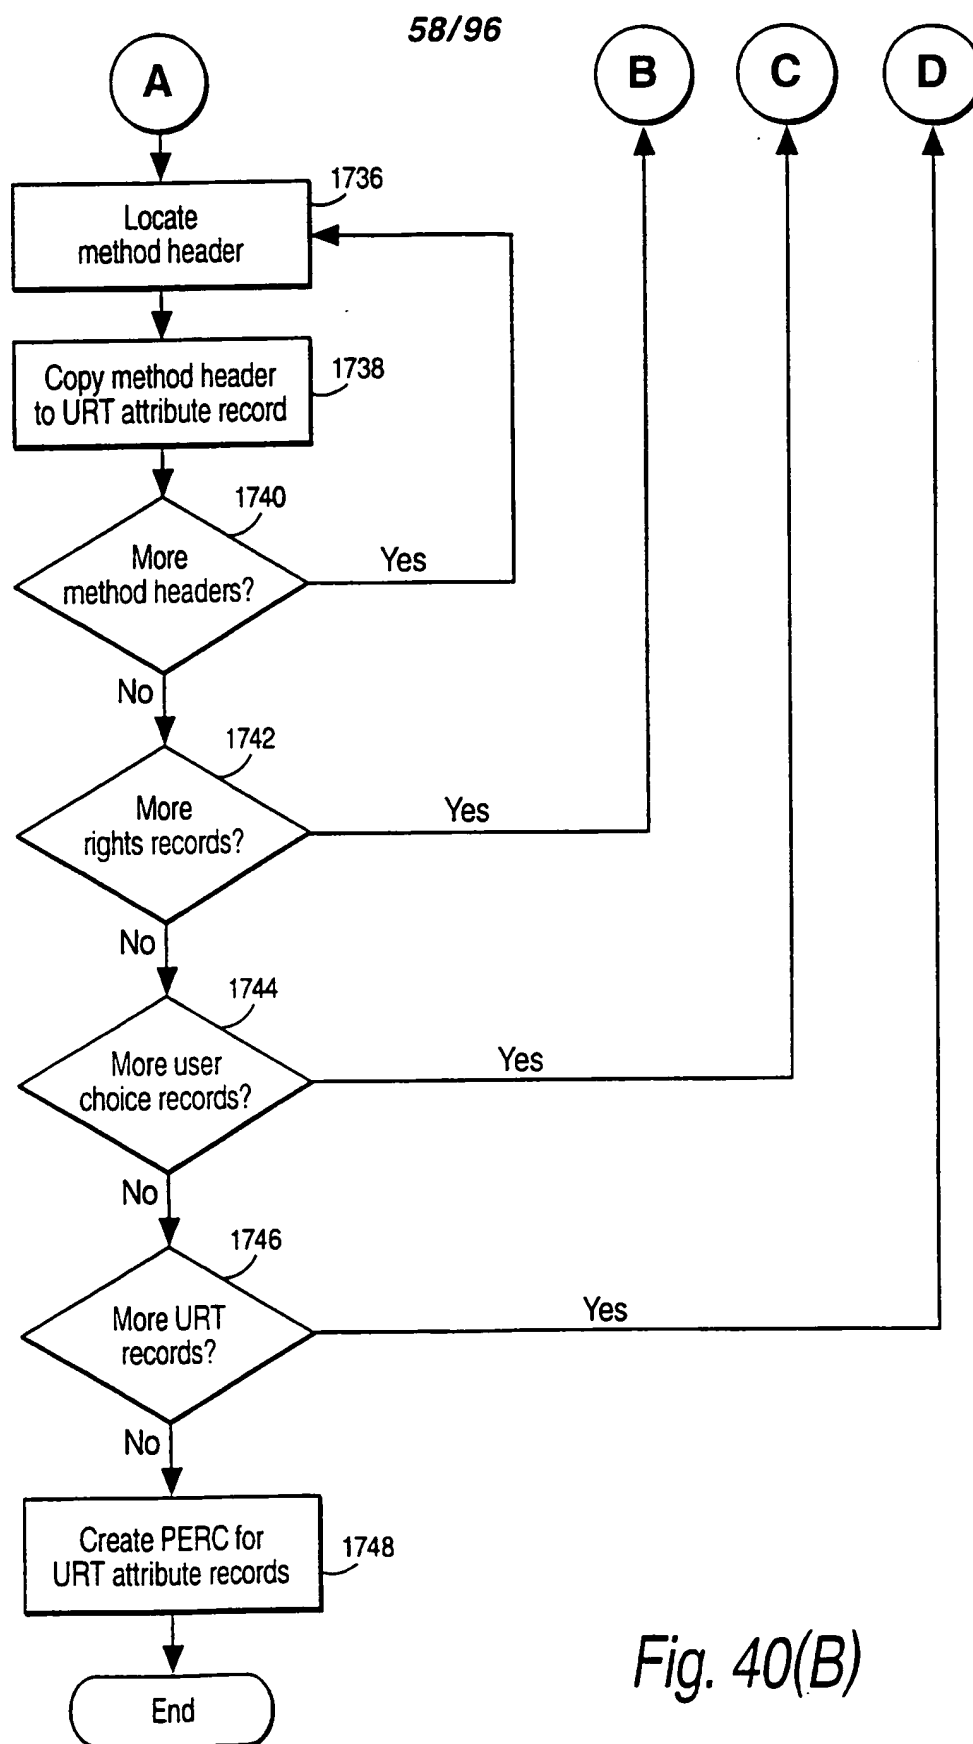 58/96
A
B
C
D
1736
Locate
method header
1738
Copy method header
to URT attribute record
1740
More
method headers?
Yes
No
1742
More
rights records?
Yes
No
1744
More user
choice records?
Yes
No
1746
More URT
records?
Yes
No
Create PERC for
URT attribute records
1748
End
Fig. 40(B)